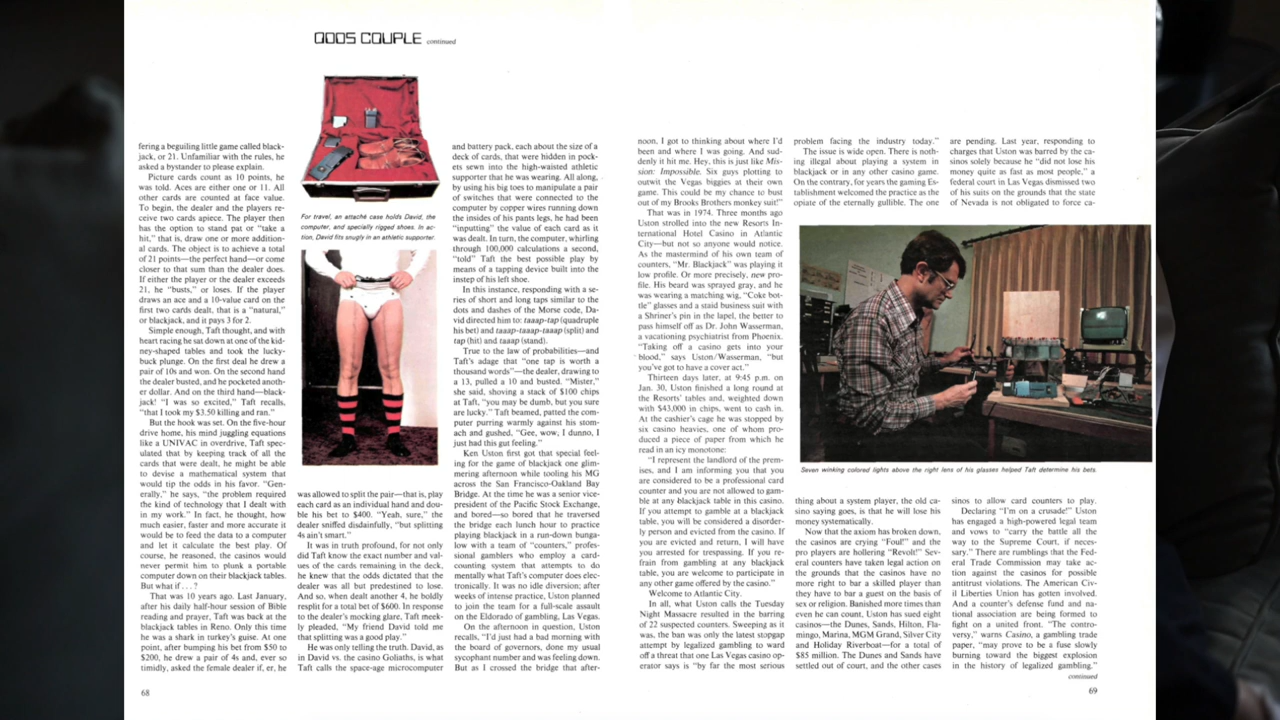 ODDS COUPLE continued
fering a beguiling little game called black-
jack, or 21. Unfamiliar with the rules, he
asked a bystander to please explain.
Picture cards count as 10 points, he
was told. Aces are either one or 11. All
other cards are counted at face value.
To begin, the dealer and the players re-
ceive two cards apiece. The player then
has the option to stand pat or "take a
hit," that is, draw one or more addition-
al cards. The object is to achieve a total
of 21 points—the perfect hand—or come
closer to that sum than the dealer does.
If either the player or the dealer exceeds
21, he "busts," or loses. If the player
draws an ace and a 10-value card on the
first two cards dealt, that is a "natural,"
or blackjack, and it pays 3 for 2.
Simple enough, Taft thought, and with
heart racing he sat down at one of the kid-
ney-shaped tables and took the lucky-
buck plunge. On the first deal he drew a
pair of 10s and won. On the second hand
the dealer busted, and he pocketed anoth-
er dollar. And on the third hand—black-
jack! "I was so excited," Taft recalls,
"that I took my $3.50 killing and ran."
But the hook was set. On the five-hour
drive home, his mind juggling equations
like a UNIVAC in overdrive, Taft spec-
ulated that by keeping track of all the
cards that were dealt, he might be able
to devise a mathematical system that
would tip the odds in his favor. "Gen-
erally," he says, "the problem required
the kind of technology that I dealt with
in my work." In fact, he thought, how
much easier, faster and more accurate it
would be to feed the data to a computer
and let it calculate the best play. Of
course, he reasoned, the casinos would
never permit him to plunk a portable
computer down on their blackjack tables.
But what if . . . ?
That was 10 years ago. Last January,
after his daily half-hour session of Bible
reading and prayer, Taft was back at the
blackjack tables in Reno. Only this time
he was a shark in turkey's guise. At one
point, after bumping his bet from $50 to
$200, he drew a pair of 4s and, ever so
timidly, asked the female dealer if, er, he
For travel, an attaché case holds David, the
computer, and specially rigged shoes. In ac-
tion, David fits snugly in an athletic supporter.
was allowed to split the pair—that is, play
each card as an individual hand and dou-
ble his bet to $400. "Yeah, sure," the
dealer sniffed disdainfully, "but splitting
4s ain't smart."
It was in truth profound, for not only
did Taft know the exact number and val-
ues of the cards remaining in the deck,
he knew that the odds dictated that the
dealer was all but predestined to lose.
And so, when dealt another 4, he boldly
resplit for a total bet of $600. In response
to the dealer's mocking glare, Taft meek-
ly pleaded, "My friend David told me
that splitting was a good play."
He was only telling the truth. David, as
in David vs. the casino Goliaths, is what
Taft calls the space-age microcomputer
and battery pack, each about the size of a
deck of cards, that were hidden in pock-
ets sewn into the high-waisted athletic
supporter that he was wearing. All along,
by using his big toes to manipulate a pair
of switches that were connected to the
computer by copper wires running down
the insides of his pants legs, he had been
"inputting" the value of each card as it
was dealt. In turn, the computer, whirling
through 100,000 calculations a second,
"told" Taft the best possible play by
means of a tapping device built into the
instep of his left shoe.
In this instance, responding with a se-
ries of short and long taps similar to the
dots and dashes of the Morse code, Da-
vid directed him to: taaap-tap (quadruple
his bet) and taaap-taaap-taaap (split) and
tap (hit) and taaap (stand).
True to the law of probabilities—and
Taft's adage that "one tap is worth a
thousand words"—the dealer, drawing to
a 13, pulled a 10 and busted. "Mister,"
she said, shoving a stack of $100 chips
at Taft, "you may be dumb, but you sure
are lucky." Taft beamed, patted the com-
puter purring warmly against his stom-
ach and gushed, "Gee, wow, I dunno, I
just had this gut feeling."
Ken Uston first got that special feel-
ing for the game of blackjack one glim-
mering afternoon while tooling his MG
across the San Francisco-Oakland Bay
Bridge. At the time he was a senior vice-
president of the Pacific Stock Exchange,
and bored—so bored that he traversed
the bridge each lunch hour to practice
playing blackjack in a run-down bunga-
low with a team of "counters," profes-
sional gamblers who employ a card-
counting system that attempts to do
mentally what Taft's computer does elec-
tronically. It was no idle diversion; after
weeks of intense practice, Uston planned
to join the team for a full-scale assault
on the Eldorado of gambling, Las Vegas.
On the afternoon in question, Uston
recalls, "I'd just had a bad morning with
the board of governors, done my usual
sycophant number and was feeling down.
But as I crossed the bridge that after-
68
noon, I got to thinking about where I'd
been and where I was going. And sud-
denly it hit me. Hey, this is just like Mis-
sion: Impossible. Six guys plotting to
outwit the Vegas biggies at their own
game. This could be my chance to bust
out of my Brooks Brothers monkey suit!"
That was in 1974. Three months ago
Uston strolled into the new Resorts In-
ternational Hotel Casino in Atlantic
City—but not so anyone would notice.
As the mastermind of his own team of
counters, "Mr. Blackjack" was playing it
low profile. Or more precisely, new pro-
file. His beard was sprayed gray, and he
was wearing a matching wig, "Coke bot-
tle" glasses and a staid business suit with
a Shriner's pin in the lapel, the better to
pass himself off as Dr. John Wasserman,
a vacationing psychiatrist from Phoenix.
"Taking off a casino gets into your
blood," says Uston/Wasserman, "but
you've got to have a cover act."
Thirteen days later, at 9:45 p.m. on
Jan. 30, Uston finished a long round at
the Resorts' tables and, weighted down
with $43,000 in chips, went to cash in.
At the cashier's cage he was stopped by
six casino heavies, one of whom pro-
duced a piece of paper from which he
read in an icy monotone:
"I represent the landlord of the prem-
ises, and I am informing you that you
are considered to be a professional card
counter and you are not allowed to gam-
ble at any blackjack table in this casino.
If you attempt to gamble at a blackjack
table, you will be considered a disorder-
ly person and evicted from the casino. If
you are evicted and return, I will have
you arrested for trespassing. If you re-
frain from gambling at any blackjack
table, you are welcome to participate in
any other game offered by the casino."
Welcome to Atlantic City.
In all, what Uston calls the Tuesday
Night Massacre resulted in the barring
of 22 suspected counters. Sweeping as it
was, the ban was only the latest stopgap
attempt by legalized gambling to ward
off a threat that one Las Vegas casino op-
erator says is "by far the most serious
problem facing the industry today."
The issue is wide open. There is noth-
ing illegal about playing a system in
blackjack or in any other casino game.
On the contrary, for years the gaming Es-
tablishment welcomed the practice as the
opiate of the eternally gullible. The one
are pending. Last year, responding to
charges that Uston was barred by the ca-
sinos solely because he "did not lose his
money quite as fast as most people," a
federal court in Las Vegas dismissed two
of his suits on the grounds that the state
of Nevada is not obligated to force ca-
Seven winking colored lights above the right lens of his glasses helped Taft determine his bets.
thing about a system player, the old ca-
sino saying goes, is that he will lose his
money systematically.
Now that the axiom has broken down,
the casinos are crying "Foul!" and the
pro players are hollering "Revolt!" Sev-
eral counters have taken legal action on
the grounds that the casinos have no
more right to bar a skilled player than
they have to bar a guest on the basis of
sex or religion. Banished more times than
even he can count, Uston has sued eight
casinos—the Dunes, Sands, Hilton, Fla-
mingo, Marina, MGM Grand, Silver City
and Holiday Riverboat—for a total of
$85 million. The Dunes and Sands have
settled out of court, and the other cases
sinos to allow card counters to play.
Declaring "I'm on a crusade!" Uston
has engaged a high-powered legal team
and vows to "carry the battle all the
way to the Supreme Court, if neces-
sary." There are rumblings that the Fed-
eral Trade Commission may take ac-
tion against the casinos for possible
antitrust violations. The American Civ-
il Liberties Union has gotten involved.
And a counter's defense fund and na-
tional association are being formed to
fight on a united front. "The contro-
versy," warns Casino, a gambling trade
paper, "may prove to be a fuse slowly
burning toward the biggest explosion
in the history of legalized gambling."
continued
69